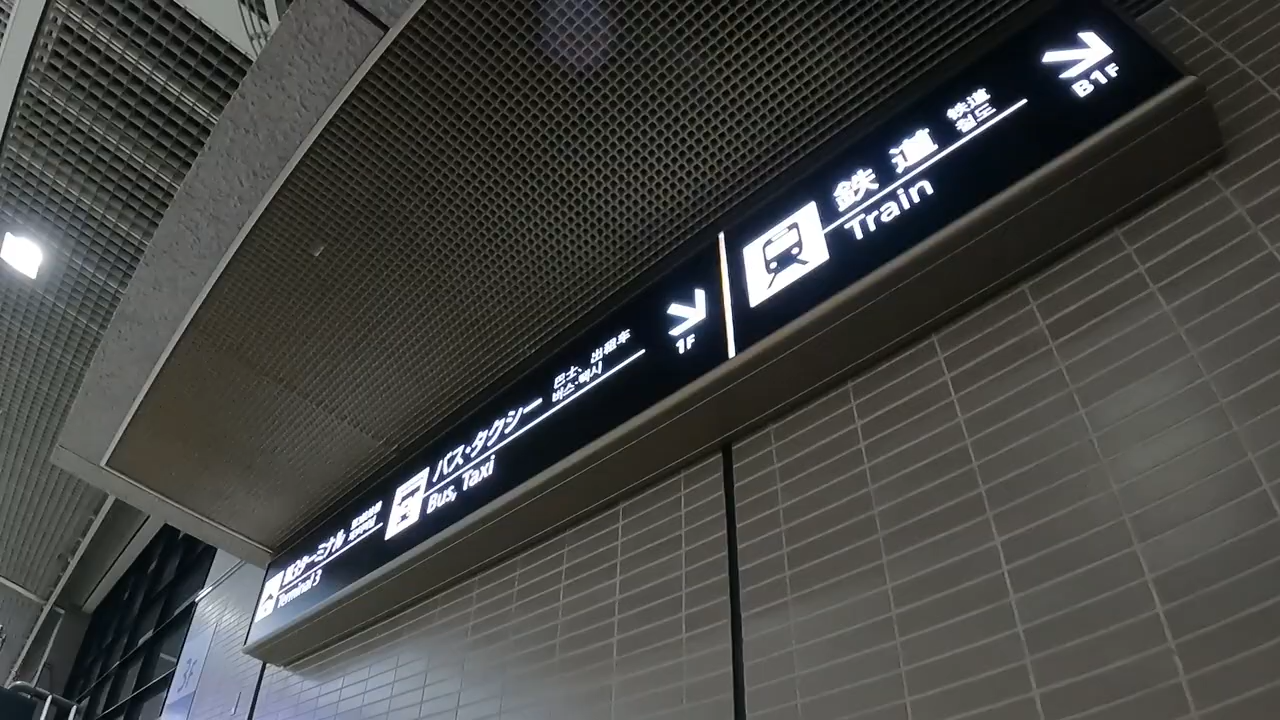 第3ターミナル
Terminal 3
バス・タクシー
巴士、出租车
버스·택시
Bus, Taxi
1F
鉄道
铁道
철도
Train
B1F
3F